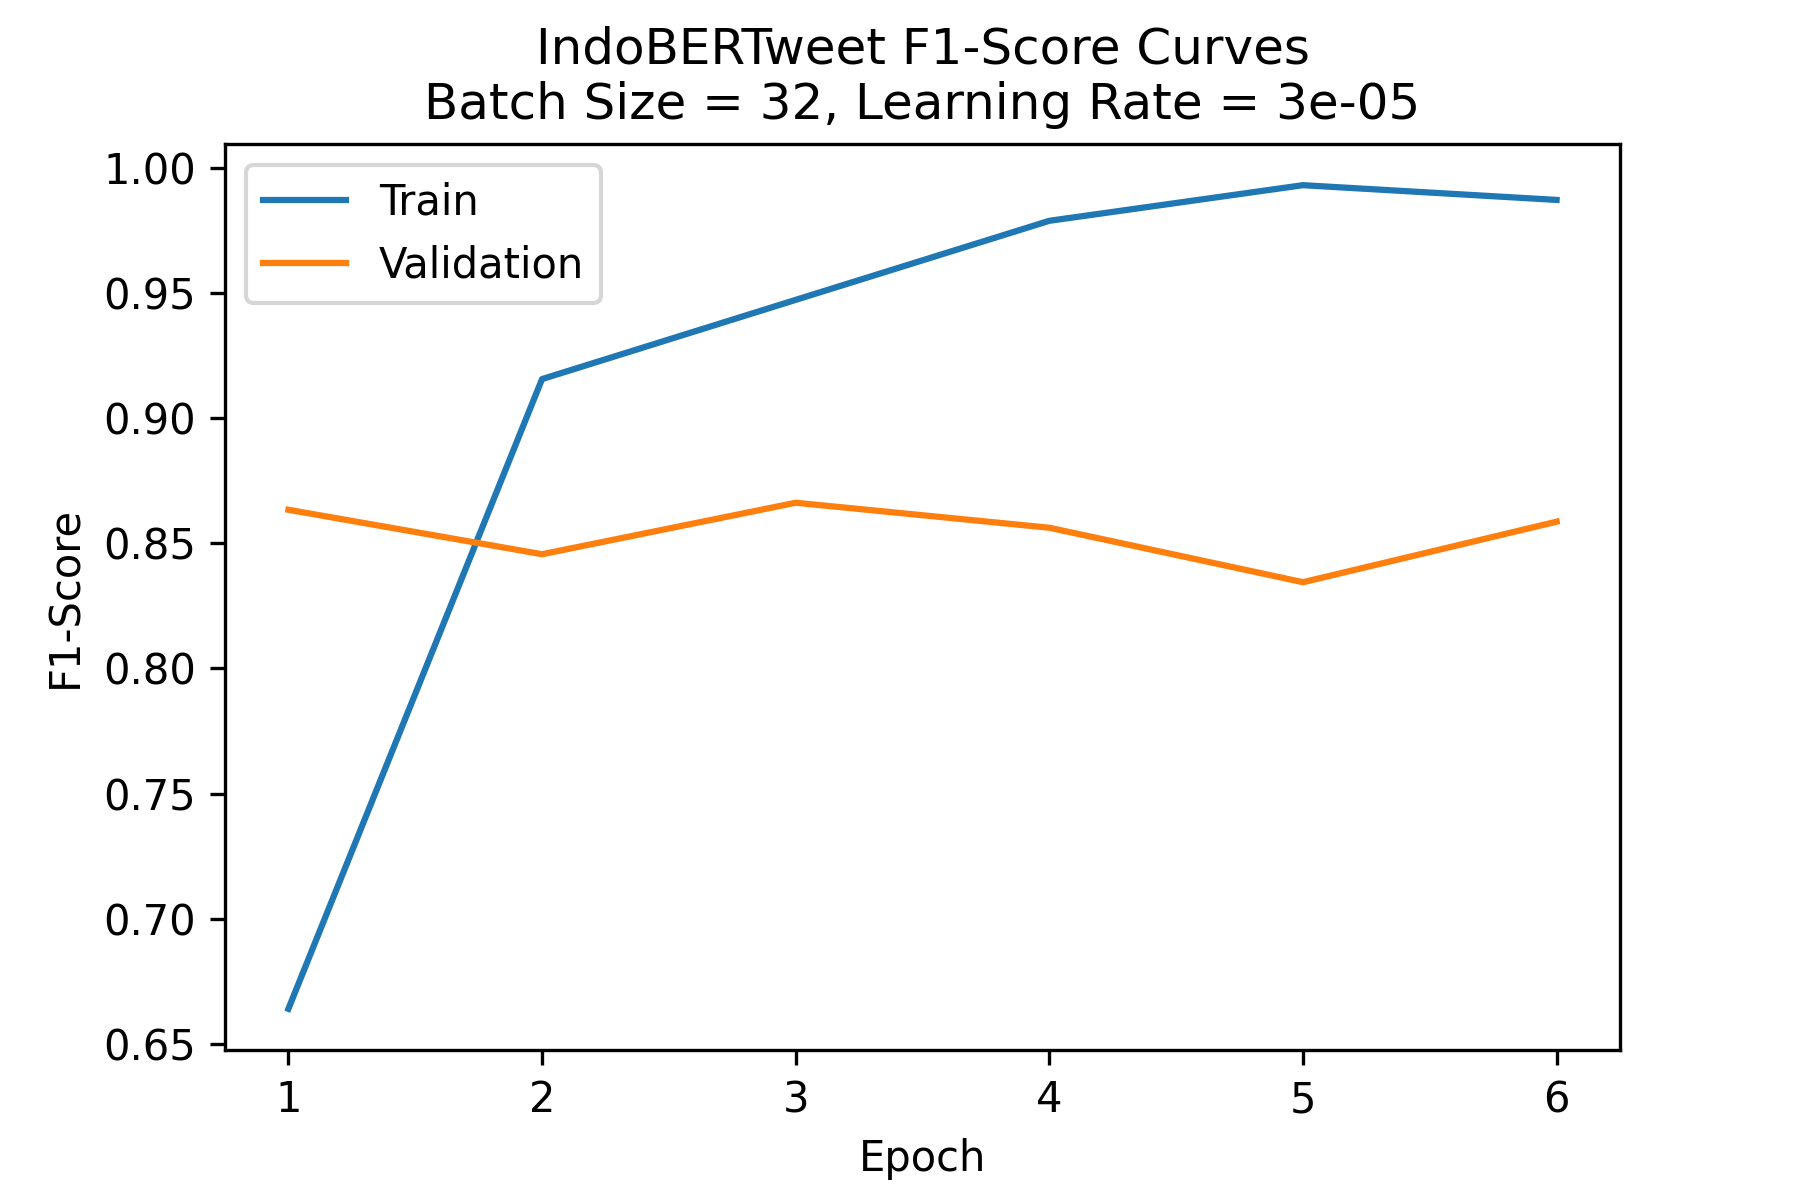 IndoBERTweet F1-Score Curves
Batch Size = 32, Learning Rate = 3e-05
Train
Validation
1.00
0.95
0.90
0.85
0.80
0.75
0.70
0.65
F1-Score
1 2 3 4 5 6
Epoch